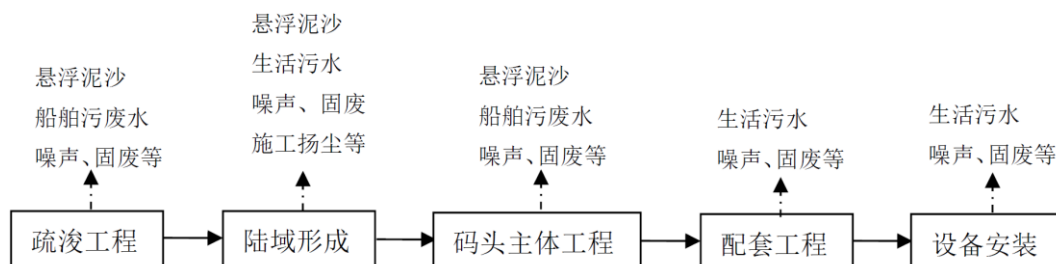 悬浮泥沙
船舶污废水
噪声、固废等
悬浮泥沙
生活污水
噪声、固废
施工扬尘等
悬浮泥沙
船舶污废水
噪声、固废等
生活污水
噪声、固废等
生活污水
噪声、固废等
疏浚工程
陆域形成
码头主体工程
配套工程
设备安装